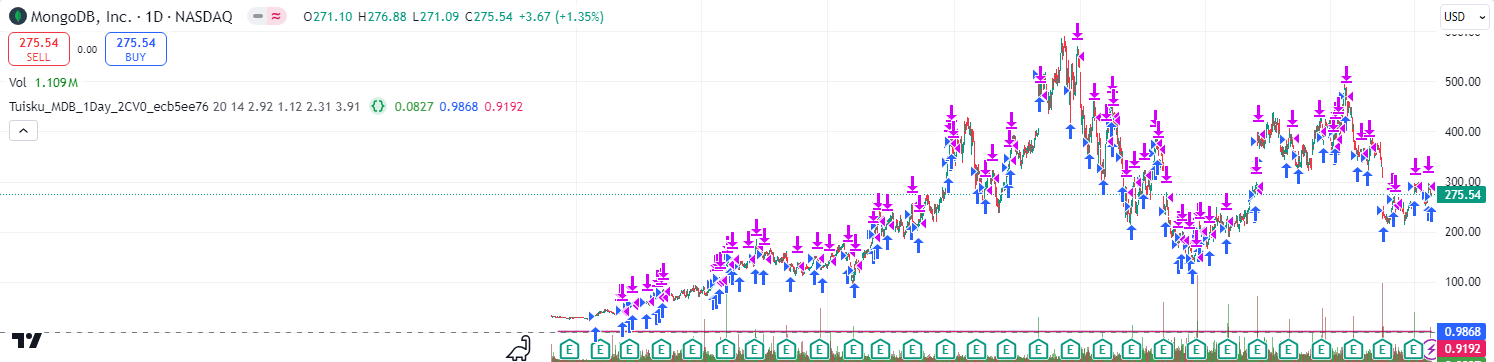 MongoDB, Inc. · 1D · NASDAQ O271.10 H276.88 L271.09 C275.54 +3.67 (+1.35%)
USD
275.54 SELL
0.00
275.54 BUY
Vol 1.109M
Tuisku_MDB_1Day_2CV0_ecb5ee76 20 14 2.92 1.12 2.31 3.91 {} 0.0827 0.9868 0.9192
500.00
400.00
300.00
275.54
200.00
100.00
0.9868
0.9192
E E E E E E E E E E E E E E E E E E E E E E E E E E E E